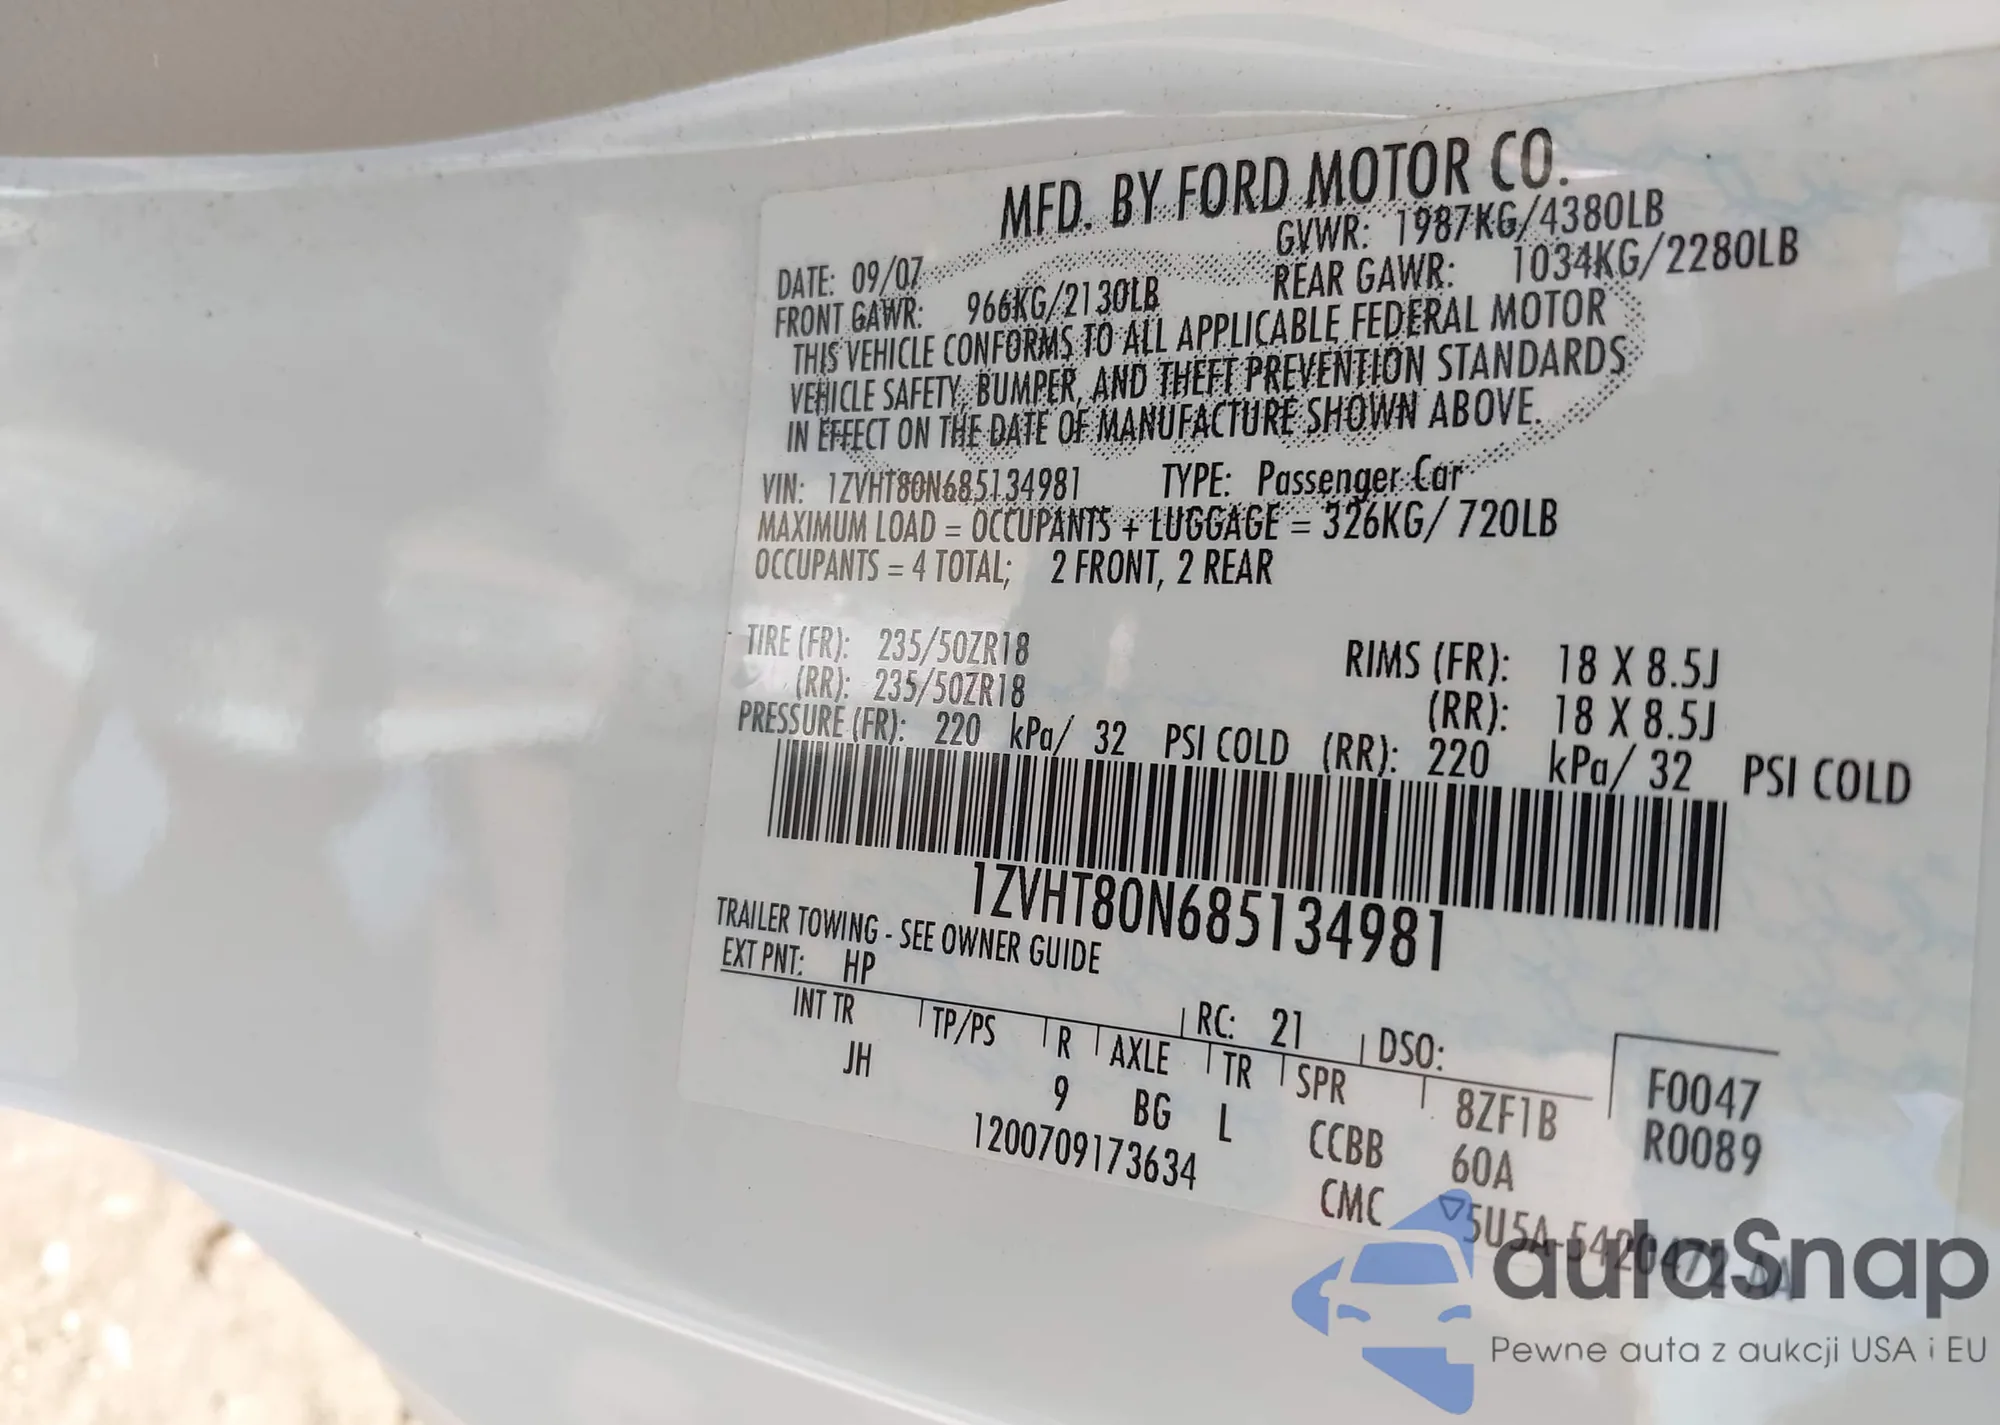 MFD. BY FORD MOTOR CO.
DATE: 09/07 GVWR: 1987KG/4380LB
FRONT GAWR: 966KG/2130LB REAR GAWR: 1034KG/2280LB
THIS VEHICLE CONFORMS TO ALL APPLICABLE FEDERAL MOTOR
VEHICLE SAFETY, BUMPER, AND THEFT PREVENTION STANDARDS
IN EFFECT ON THE DATE OF MANUFACTURE SHOWN ABOVE.
VIN: 1ZVHT80N685134981 TYPE: Passenger Car
MAXIMUM LOAD = OCCUPANTS + LUGGAGE = 326KG/ 720LB
OCCUPANTS = 4 TOTAL; 2 FRONT, 2 REAR
TIRE (FR): 235/50ZR18 RIMS (FR): 18 X 8.5J
(RR): 235/50ZR18 (RR): 18 X 8.5J
PRESSURE (FR): 220 kPa/ 32 PSI COLD (RR): 220 kPa/ 32 PSI COLD
1ZVHT80N685134981
TRAILER TOWING - SEE OWNER GUIDE
EXT PNT: HP RC: 21 DSO:
INT TR TP/PS R AXLE TR SPR 8ZF1B F0047
JH 9 BG L CCBB 60A R0089
1200709173634 CMC ▽5U5A-5420472-AA
autaSnap
Pewne auta z aukcji USA i EU